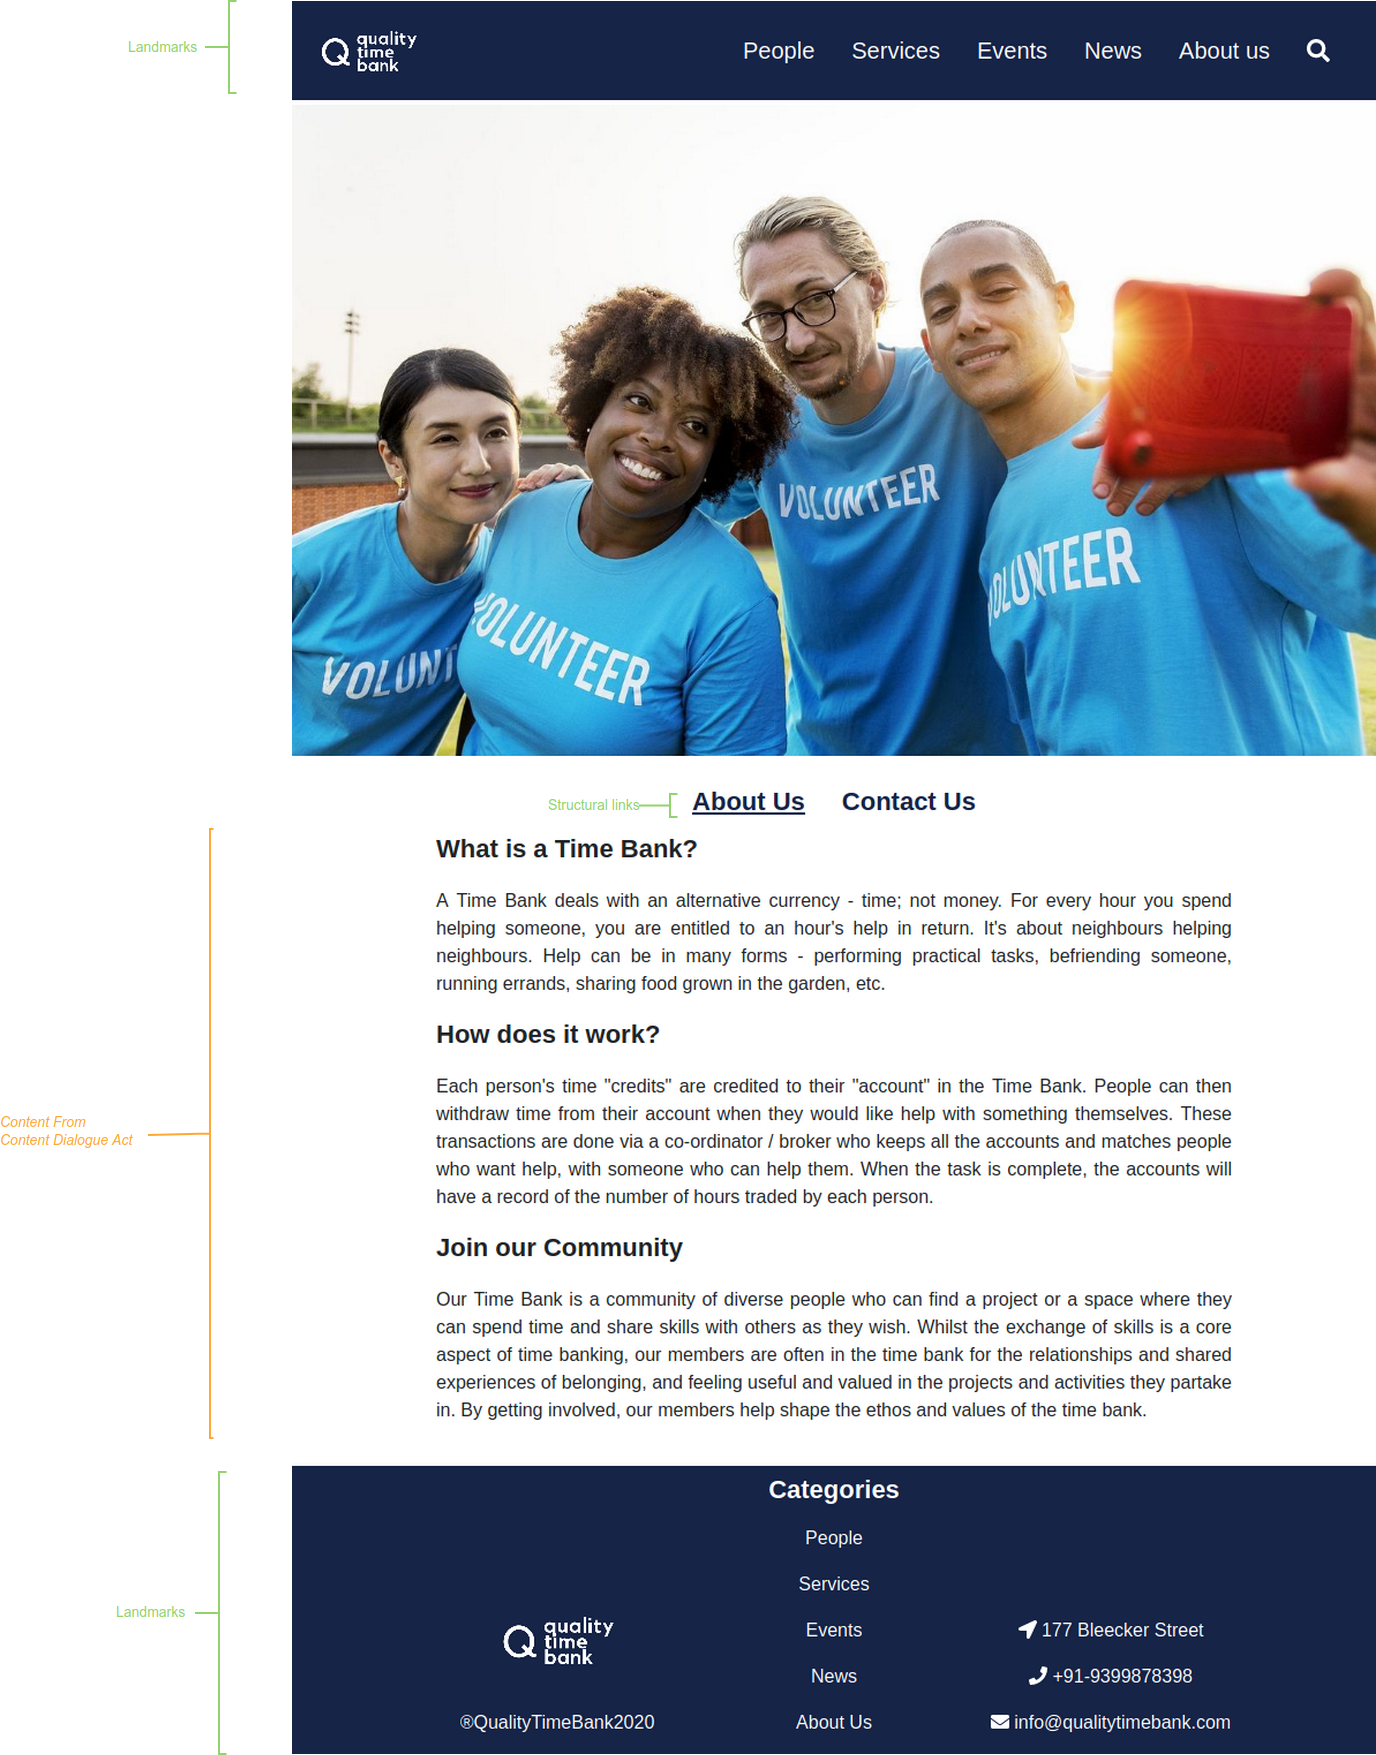 Landmarks
quality
time
bank
People Services Events News About us
VOLUNTEER
VOLUNTEER
VOLUNT
VOLUNTEER
Structural links
About Us Contact Us
What is a Time Bank?
A Time Bank deals with an alternative currency - time; not money. For every hour you spend
helping someone, you are entitled to an hour's help in return. It's about neighbours helping
neighbours. Help can be in many forms - performing practical tasks, befriending someone,
running errands, sharing food grown in the garden, etc.
How does it work?
Each person's time "credits" are credited to their "account" in the Time Bank. People can then
withdraw time from their account when they would like help with something themselves. These
transactions are done via a co-ordinator / broker who keeps all the accounts and matches people
who want help, with someone who can help them. When the task is complete, the accounts will
have a record of the number of hours traded by each person.
Content From
Content Dialogue Act
Join our Community
Our Time Bank is a community of diverse people who can find a project or a space where they
can spend time and share skills with others as they wish. Whilst the exchange of skills is a core
aspect of time banking, our members are often in the time bank for the relationships and shared
experiences of belonging, and feeling useful and valued in the projects and activities they partake
in. By getting involved, our members help shape the ethos and values of the time bank.
Landmarks
quality
time
bank
®QualityTimeBank2020
Categories
People
Services
Events
News
About Us
177 Bleecker Street
+91-9399878398
info@qualitytimebank.com